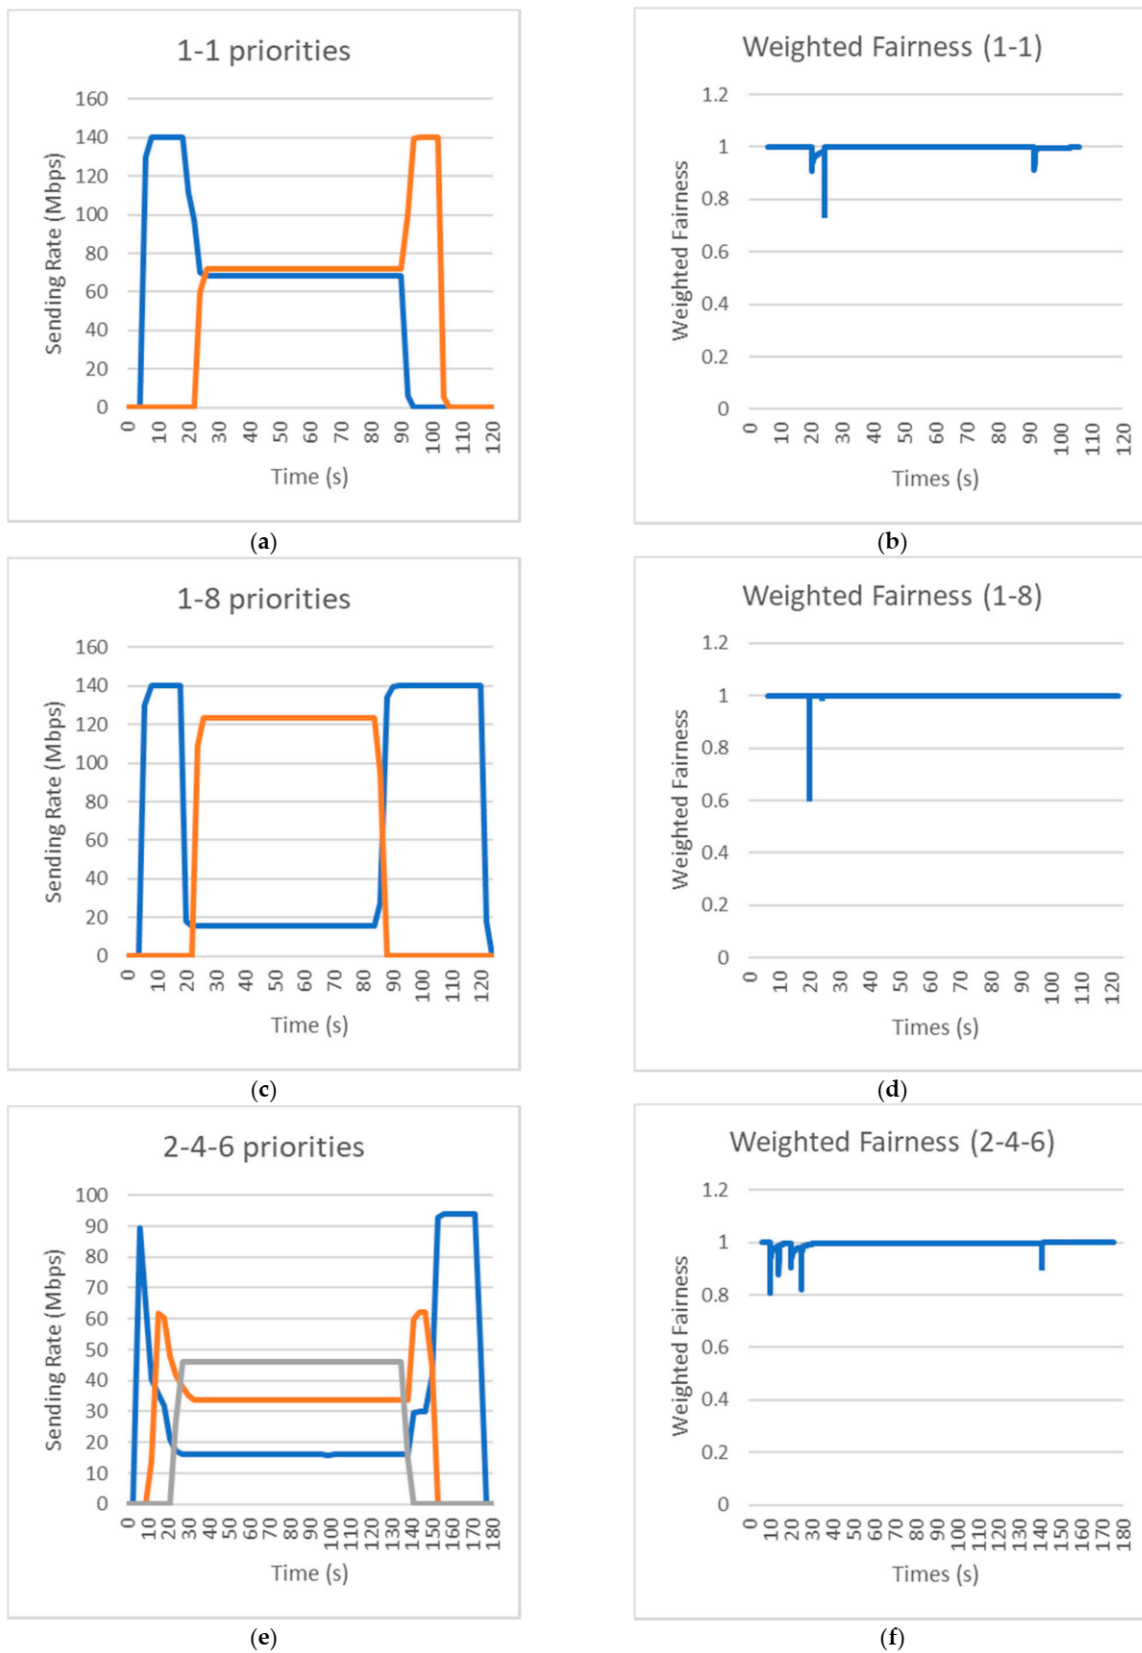 1-1 priorities
Sending Rate (Mbps)
160
140
120
100
80
60
40
20
0
0 10 20 30 40 50 60 70 80 90 100 110 120
Time (s)
(a)
Weighted Fairness (1-1)
Weighted Fairness
1.2
1
0.8
0.6
0.4
0.2
0
0 10 20 30 40 50 60 70 80 90 100 110 120
Times (s)
(b)
1-8 priorities
Sending Rate (Mbps)
160
140
120
100
80
60
40
20
0
0 10 20 30 40 50 60 70 80 90 100 110 120
Time (s)
(c)
Weighted Fairness (1-8)
Weighted Fairness
1.2
1
0.8
0.6
0.4
0.2
0
0 10 20 30 40 50 60 70 80 90 100 110 120
Times (s)
(d)
2-4-6 priorities
Sending Rate (Mbps)
100
90
80
70
60
50
40
30
20
10
0
0 10 20 30 40 50 60 70 80 90 100 110 120 130 140 150 160 170 180
Time (s)
(e)
Weighted Fairness (2-4-6)
Weighted Fairness
1.2
1
0.8
0.6
0.4
0.2
0
0 10 20 30 40 50 60 70 80 90 100 110 120 130 140 150 160 170 180
Times (s)
(f)